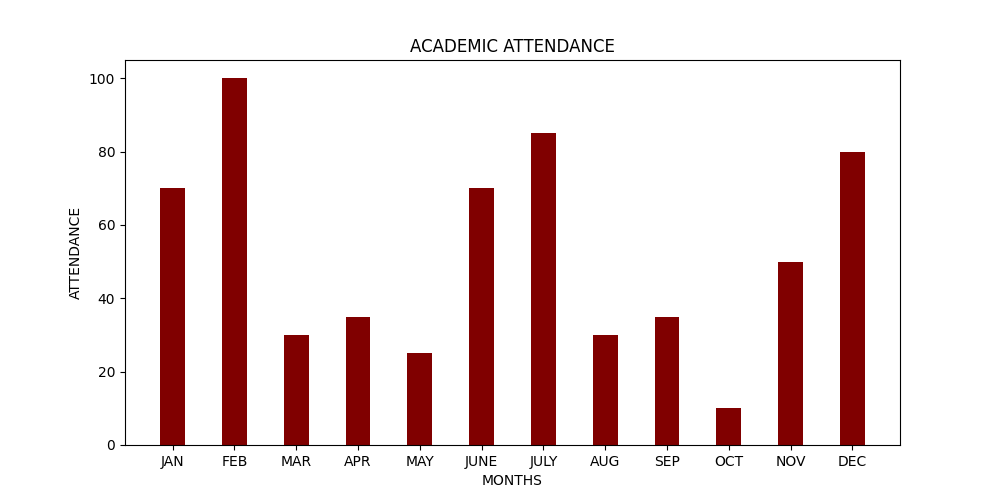 ACADEMIC ATTENDANCE
100
80
60
40
20
0
ATTENDANCE
JAN FEB MAR APR MAY JUNE JULY AUG SEP OCT NOV DEC
MONTHS